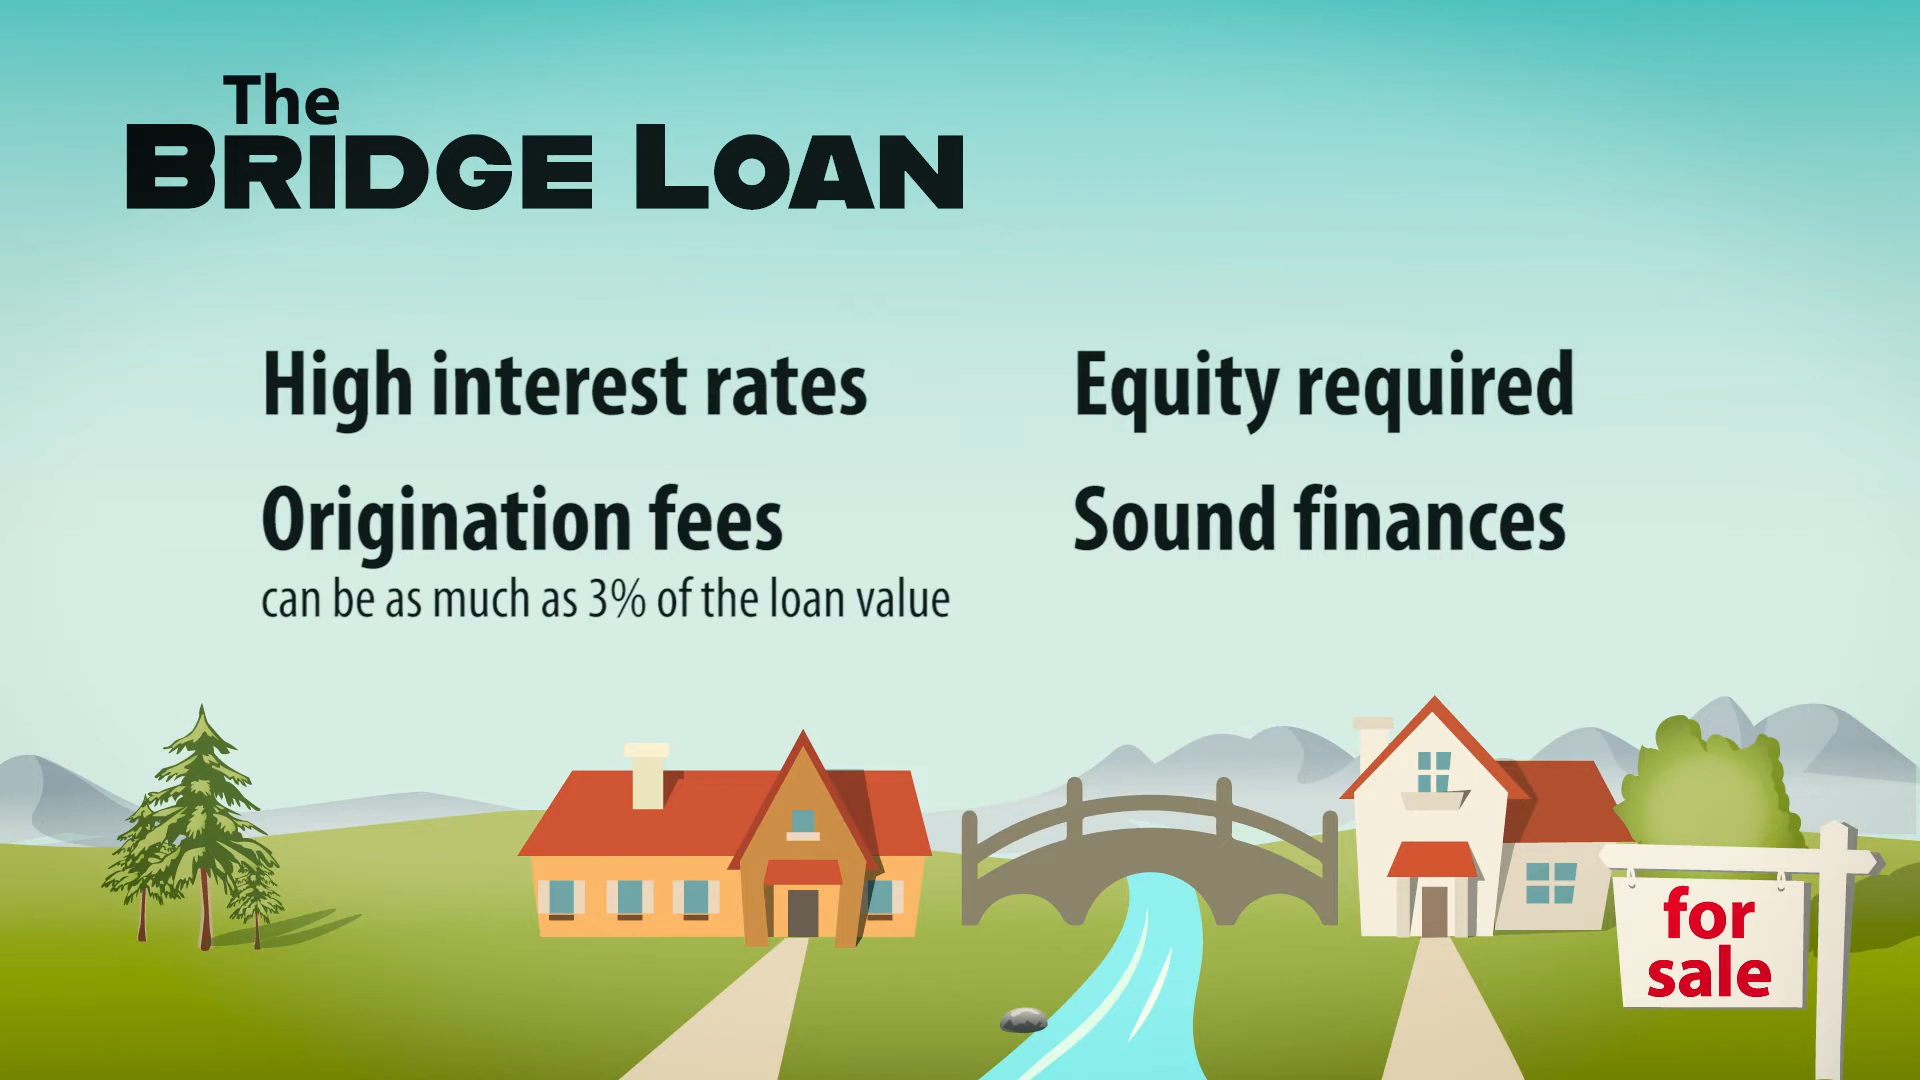 The
BRIDGE LOAN
High interest rates
Origination fees
can be as much as 3% of the loan value
Equity required
Sound finances
for
sale